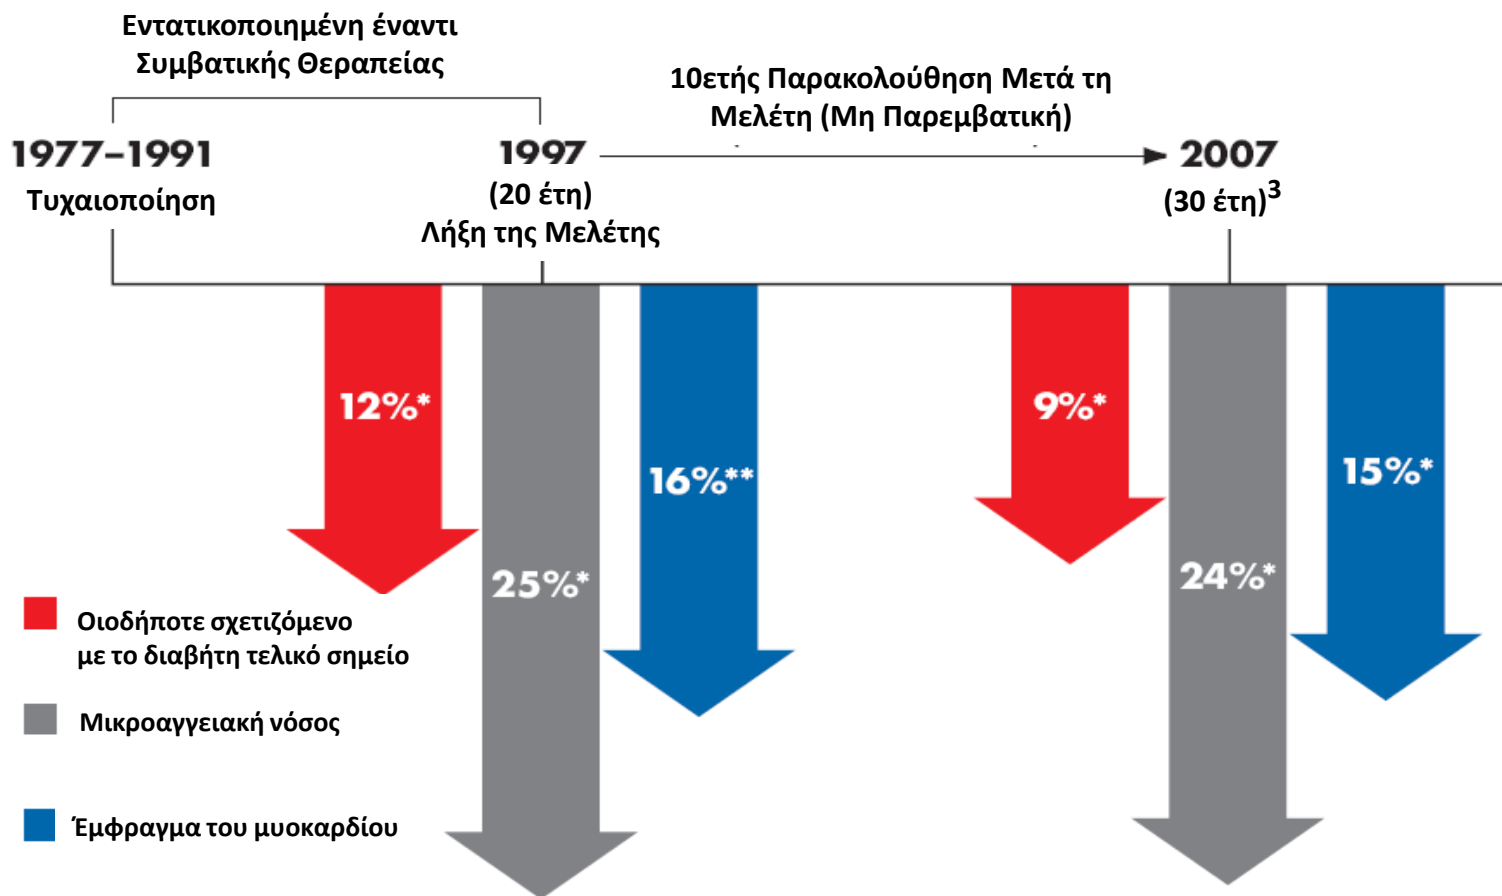 Εντατικοποιημένη έναντι
Συμβατικής Θεραπείας
10ετής Παρακολούθηση Μετά τη
Μελέτη (Μη Παρεμβατική)
1977–1991
Τυχαιοποίηση
1997
(20 έτη)
Λήξη της Μελέτης
2007
(30 έτη)3
12%*
25%*
16%**
9%*
24%*
15%*
Οιοδήποτε σχετιζόμενο
με το διαβήτη τελικό σημείο
Μικροαγγειακή νόσος
Έμφραγμα του μυοκαρδίου